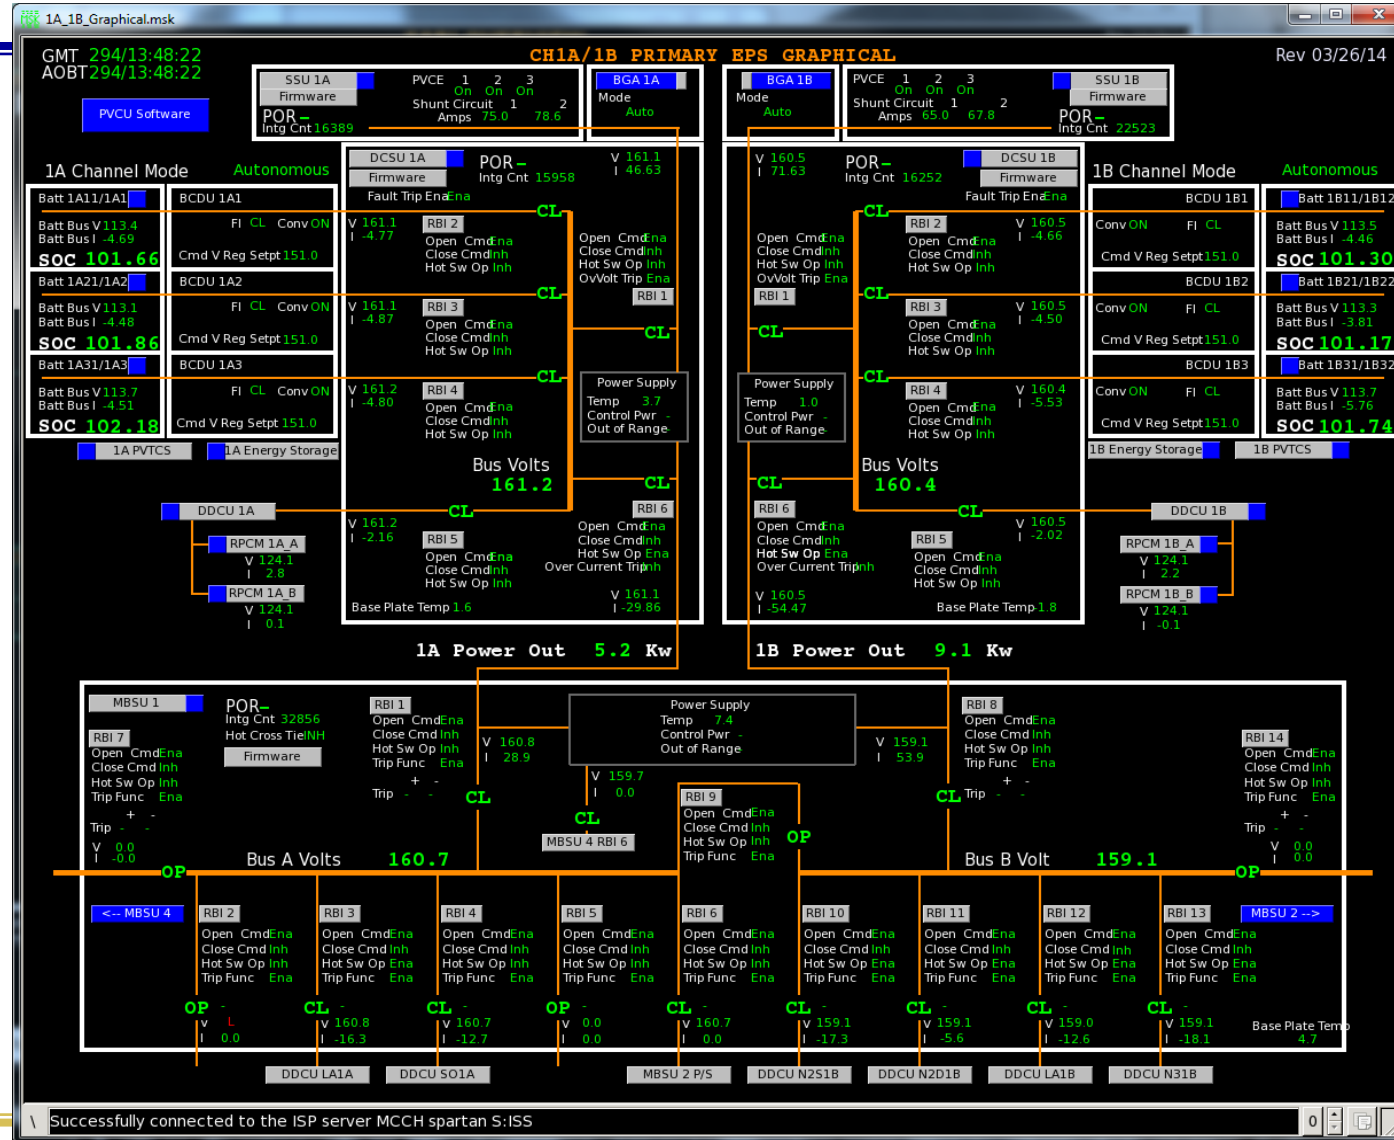 1A_1B_Graphical.msk
GMT 294/13:48:22
AOBT 294/13:48:22
CH1A/1B PRIMARY EPS GRAPHICAL
Rev 03/26/14
PVCU Software
SSU 1A
Firmware
POR-
Intg Cnt 16389
PVCE 1 2 3
On On On
Shunt Circuit 1 2
Amps 75.0 78.6
BGA 1A
Mode
Auto
BGA 1B
Mode
Auto
PVCE 1 2 3
On On On
Shunt Circuit 1 2
Amps 65.0 67.8
SSU 1B
Firmware
POR-
Intg Cnt 22523
1A Channel Mode Autonomous
Batt 1A11/1A1
Batt Bus V 113.4
Batt Bus I -4.69
SOC 101.66
BCDU 1A1
FI CL Conv ON
Cmd V Reg Setpt 151.0
Batt 1A21/1A2
Batt Bus V 113.1
Batt Bus I -4.48
SOC 101.86
BCDU 1A2
FI CL Conv ON
Cmd V Reg Setpt 151.0
Batt 1A31/1A3
Batt Bus V 113.7
Batt Bus I -4.51
SOC 102.18
BCDU 1A3
FI CL Conv ON
Cmd V Reg Setpt 151.0
1A PVTCS
1A Energy Storage
DCSU 1A
Firmware
POR-
Intg Cnt 15958
V 161.1
I 46.63
Fault Trip Ena Ena
CL
V 161.1
I -4.77
RBI 2
Open Cmd Ena
Close Cmd Inh
Hot Sw Op Inh
Open Cmd Ena
Close Cmd Inh
Hot Sw Op Inh
OvVolt Trip Ena
RBI 1
CL
CL
V 161.1
I -4.87
RBI 3
Open Cmd Ena
Close Cmd Inh
Hot Sw Op Inh
CL
V 161.2
I -4.80
RBI 4
Open Cmd Ena
Close Cmd Inh
Hot Sw Op Inh
Power Supply
Temp 3.7
Control Pwr -
Out of Range -
Bus Volts
161.2
CL
CL
V 161.2
I -2.16
RBI 5
Open Cmd Ena
Close Cmd Inh
Hot Sw Op Inh
RBI 6
Open Cmd Ena
Close Cmd Inh
Hot Sw Op Ena
Over Current Trip Inh
V 161.1
I -29.86
Base Plate Temp 1.6
DDCU 1A
RPCM 1A_A
V 124.1
I 2.8
RPCM 1A_B
V 124.1
I 0.1
V 160.5
I 71.63
POR-
Intg Cnt 16252
DCSU 1B
Firmware
Fault Trip Ena Ena
CL
RBI 2
Open Cmd Ena
Close Cmd Inh
Hot Sw Op Inh
V 160.5
I -4.66
Open Cmd Ena
Close Cmd Inh
Hot Sw Op Inh
OvVolt Trip Ena
RBI 1
CL
CL
RBI 3
Open Cmd Ena
Close Cmd Inh
Hot Sw Op Inh
V 160.5
I -4.50
CL
RBI 4
Open Cmd Ena
Close Cmd Inh
Hot Sw Op Inh
V 160.4
I -5.53
Power Supply
Temp 1.0
Control Pwr -
Out of Range -
Bus Volts
160.4
CL
CL
RBI 6
Open Cmd Ena
Close Cmd Inh
Hot Sw Op Ena
Over Current Trip Inh
V 160.5
I -54.47
RBI 5
Open Cmd Ena
Close Cmd Inh
Hot Sw Op Inh
V 160.5
I -2.02
Base Plate Temp -1.8
1B Channel Mode Autonomous
BCDU 1B1
Conv ON FI CL
Cmd V Reg Setpt 151.0
Batt 1B11/1B12
Batt Bus V 113.5
Batt Bus I -4.46
SOC 101.30
BCDU 1B2
Conv ON FI CL
Cmd V Reg Setpt 151.0
Batt 1B21/1B22
Batt Bus V 113.3
Batt Bus I -3.81
SOC 101.17
BCDU 1B3
Conv ON FI CL
Cmd V Reg Setpt 151.0
Batt 1B31/1B32
Batt Bus V 113.7
Batt Bus I -5.76
SOC 101.74
1B Energy Storage
1B PVTCS
DDCU 1B
RPCM 1B_A
V 124.1
I 2.2
RPCM 1B_B
V 124.1
I -0.1
1A Power Out 5.2 Kw
1B Power Out 9.1 Kw
MBSU 1
POR-
Intg Cnt 32856
Hot Cross Tie INH
Firmware
RBI 7
Open Cmd Ena
Close Cmd Inh
Hot Sw Op Inh
Trip Func Ena
+ -
Trip - -
V 0.0
I -0.0
OP
RBI 1
Open Cmd Ena
Close Cmd Inh
Hot Sw Op Inh
Trip Func Ena
+ -
Trip - -
CL
V 160.8
I 28.9
Power Supply
Temp 7.4
Control Pwr -
Out of Range -
V 159.7
I 0.0
CL
MBSU 4 RBI 6
V 159.1
I 53.9
RBI 9
Open Cmd Ena
Close Cmd Inh
Hot Sw Op Inh
Trip Func Ena
OP
RBI 8
Open Cmd Ena
Close Cmd Inh
Hot Sw Op Inh
Trip Func Ena
+ -
CL Trip - -
RBI 14
Open Cmd Ena
Close Cmd Inh
Hot Sw Op Inh
Trip Func Ena
+ -
Trip - -
V 0.0
I 0.0
OP
Bus A Volts 160.7
Bus B Volt 159.1
<-- MBSU 4
MBSU 2 -->
RBI 2
Open Cmd Ena
Close Cmd Inh
Hot Sw Op Inh
Trip Func Ena
OP -
V L
I 0.0
RBI 3
Open Cmd Ena
Close Cmd Inh
Hot Sw Op Ena
Trip Func Ena
CL -
V 160.8
I -16.3
DDCU LA1A
RBI 4
Open Cmd Ena
Close Cmd Inh
Hot Sw Op Ena
Trip Func Ena
CL -
V 160.7
I -12.7
DDCU SO1A
RBI 5
Open Cmd Ena
Close Cmd Inh
Hot Sw Op Inh
Trip Func Ena
OP -
V 0.0
I 0.0
RBI 6
Open Cmd Ena
Close Cmd Inh
Hot Sw Op Inh
Trip Func Ena
CL -
V 160.7
I 0.0
MBSU 2 P/S
RBI 10
Open Cmd Ena
Close Cmd Inh
Hot Sw Op Ena
Trip Func Ena
CL -
V 159.1
I -17.3
DDCU N2S1B
RBI 11
Open Cmd Ena
Close Cmd Inh
Hot Sw Op Ena
Trip Func Ena
CL -
V 159.1
I -5.6
DDCU N2D1B
RBI 12
Open Cmd Ena
Close Cmd Inh
Hot Sw Op Ena
Trip Func Ena
CL -
V 159.0
I -12.6
DDCU LA1B
RBI 13
Open Cmd Ena
Close Cmd Inh
Hot Sw Op Ena
Trip Func Ena
CL -
V 159.1
I -18.1
DDCU N31B
Base Plate Temp
4.7
\ Successfully connected to the ISP server MCCH spartan S:ISS
0